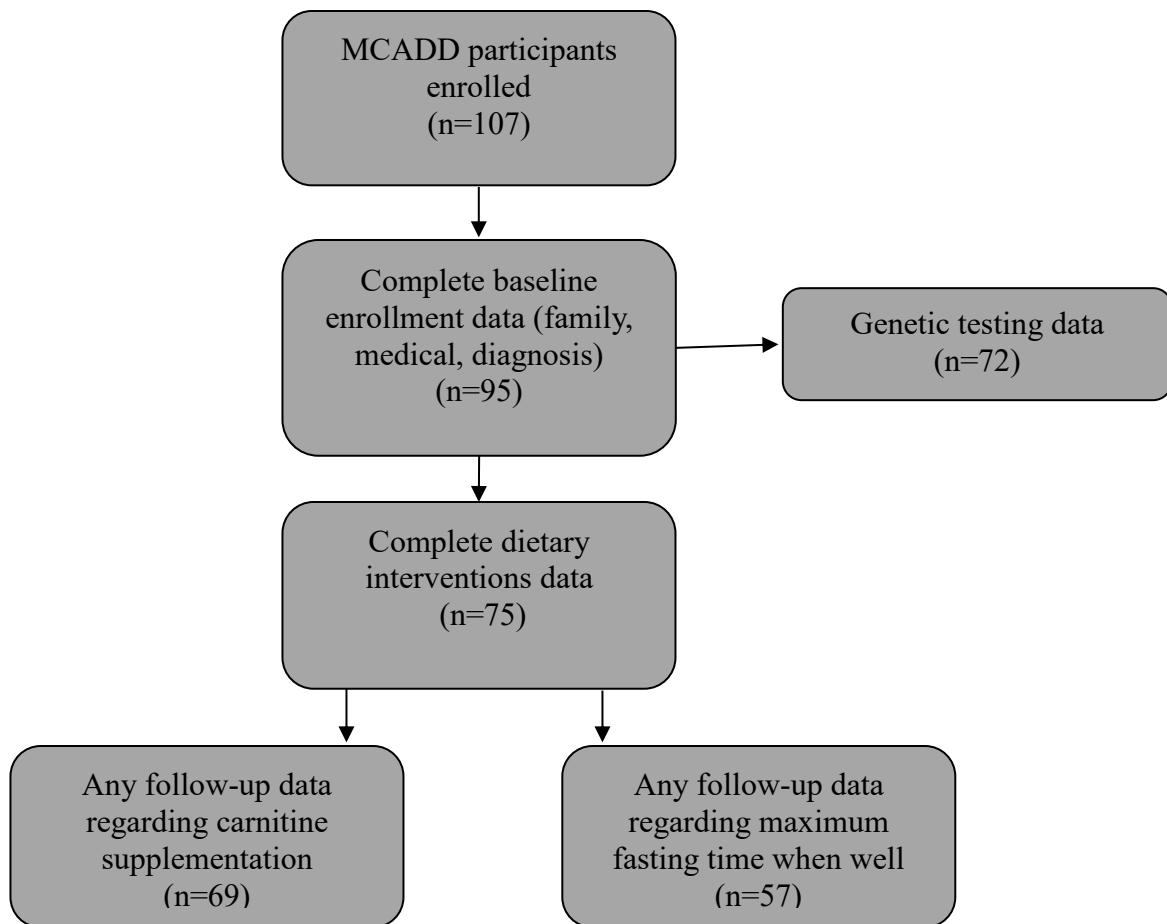 MCADD participants
enrolled
(n=107)
Complete baseline
enrollment data (family,
medical, diagnosis)
(n=95)
Genetic testing data
(n=72)
Complete dietary
interventions data
(n=75)
Any follow-up data
regarding carnitine
supplementation
(n=69)
Any follow-up data
regarding maximum
fasting time when well
(n=57)